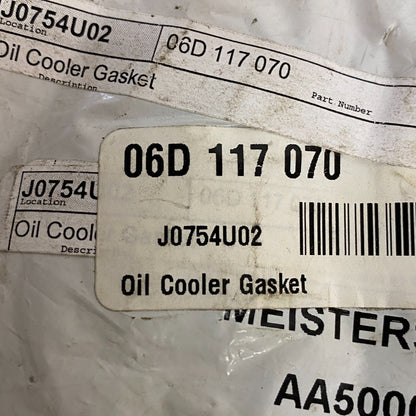 J0754U02
Location
06D 117 070
Part Number
Oil Cooler Gasket
Description
06D 117 070
J0754U02
Oil Cooler Gasket
J0754U
Location
Oil Cool
Descri
MEISTERS
AA500